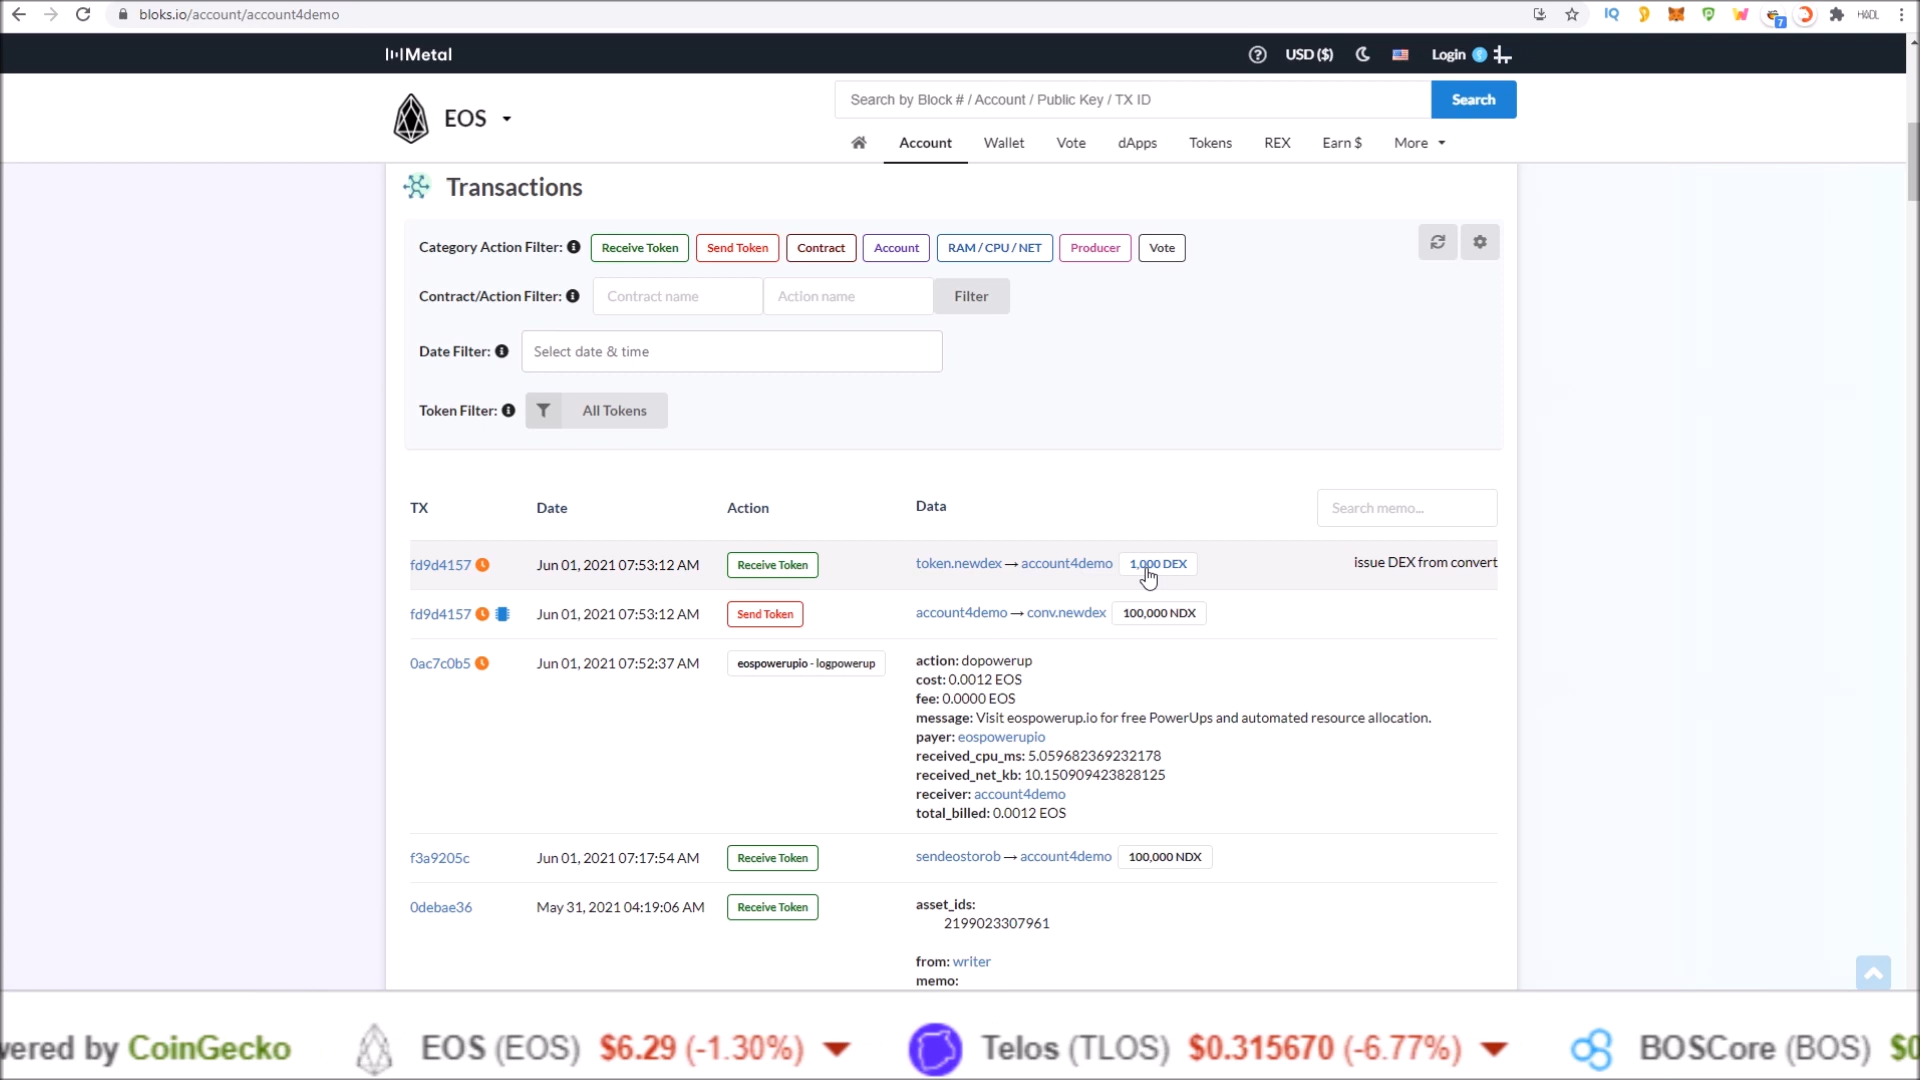 bloks.io/account/account4demo
7
Metal
USD ($)
Login
EOS
Search by Block # / Account / Public Key / TX ID
Search
Account
Wallet
Vote
dApps
Tokens
REX
Earn $
More
Transactions
Category Action Filter:
Receive Token
Send Token
Contract
Account
RAM / CPU / NET
Producer
Vote
Contract/Action Filter:
Contract name
Action name
Filter
Date Filter:
Select date & time
Token Filter:
All Tokens
TX
Date
Action
Data
Search memo...
fd9d4157
Jun 01, 2021 07:53:12 AM
Receive Token
token.newdex → account4demo
1,000 DEX
issue DEX from convert
fd9d4157
Jun 01, 2021 07:53:12 AM
Send Token
account4demo → conv.newdex
100,000 NDX
0ac7c0b5
Jun 01, 2021 07:52:37 AM
eospowerupio - logpowerup
action: dopowerup
cost: 0.0012 EOS
fee: 0.0000 EOS
message: Visit eospowerup.io for free PowerUps and automated resource allocation.
payer: eospowerupio
received_cpu_ms: 5.059682369232178
received_net_kb: 10.150909423828125
receiver: account4demo
total_billed: 0.0012 EOS
f3a9205c
Jun 01, 2021 07:17:54 AM
Receive Token
sendeostorob → account4demo
100,000 NDX
0debae36
May 31, 2021 04:19:06 AM
Receive Token
asset_ids:
2199023307961
from: writer
memo:
vered by CoinGecko
EOS (EOS) $6.29 (-1.30%)
Telos (TLOS) $0.315670 (-6.77%)
BOSCore (BOS) $0